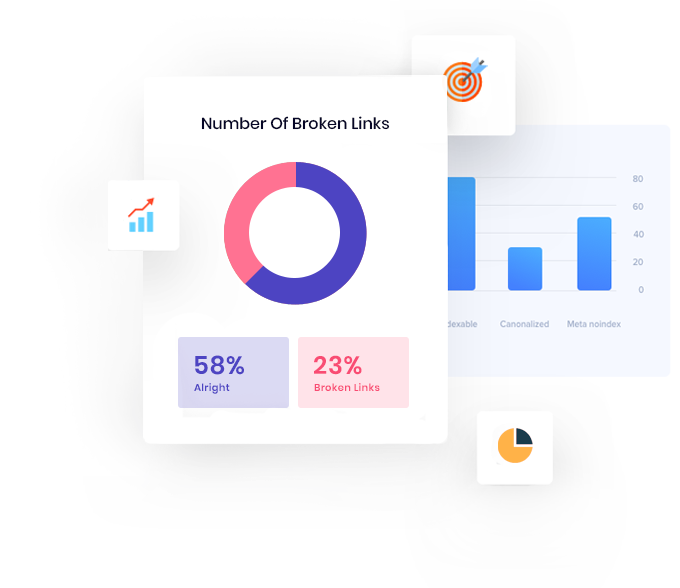 Number Of Broken Links
58%
Alright
23%
Broken Links
80
60
40
20
0
dexable
Canonalized
Meta noindex